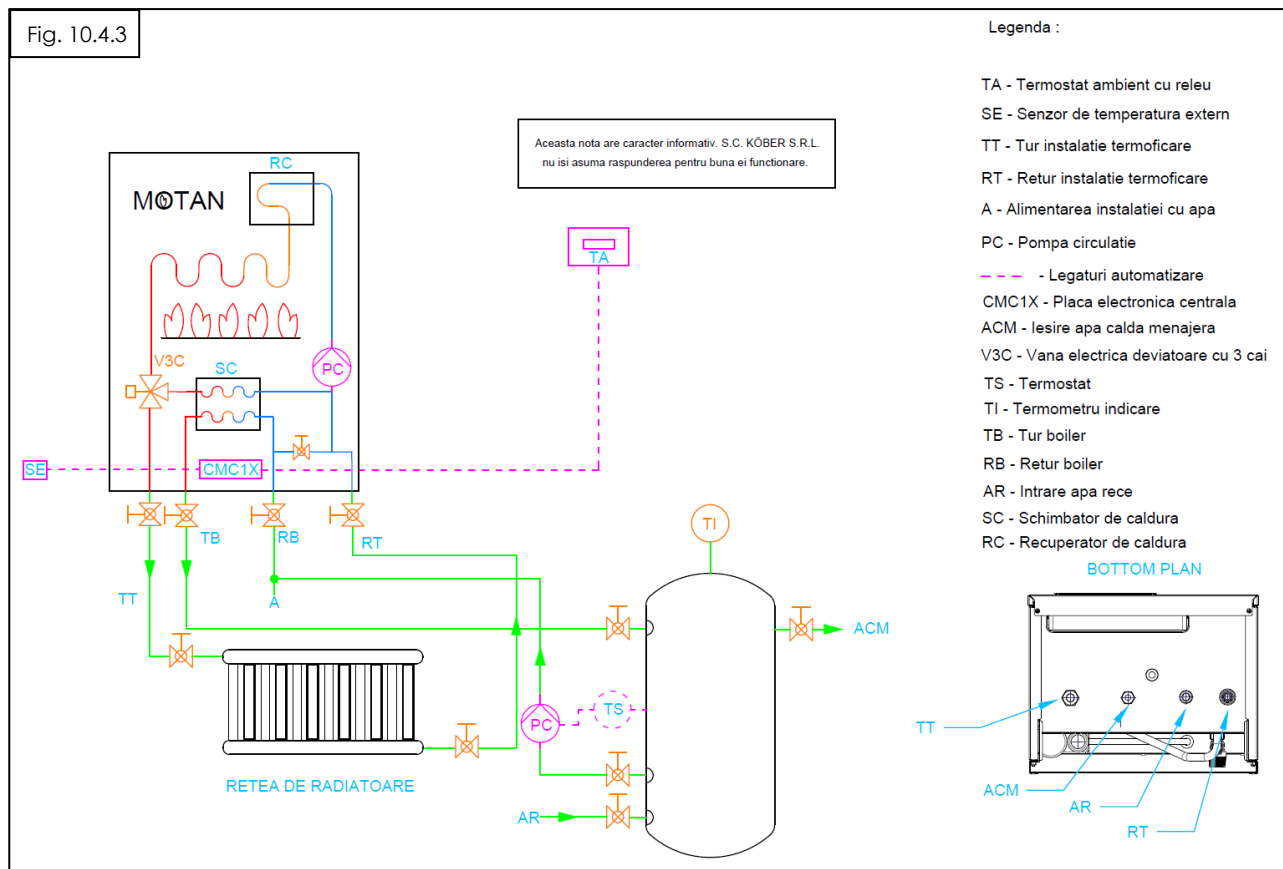 Fig. 10.4.3
Legenda :
TA - Termostat ambient cu releu
SE - Senzor de temperatura extern
TT - Tur instalatie termoficare
RT - Retur instalatie termoficare
A - Alimentarea instalatiei cu apa
PC - Pompa circulatie
- Legaturi automatizare
CMC1X - Placa electronica centrala
ACM - Iesire apa calda menajera
V3C - Vana electrica deviatoare cu 3 cai
TS - Termostat
TI - Termometru indicare
TB - Tur boiler
RB - Retur boiler
AR - Intrare apa rece
SC - Schimbator de caldura
RC - Recuperator de caldura
Aceasta nota are caracter informativ. S.C. KÖBER S.R.L.
nu isi asuma raspunderea pentru buna ei functionare.
RC
MOTAN
TA
V3C
SC
PC
SE
CMC1X
TB
RB
RT
TI
TT
A
ACM
PC
TS
RETEA DE RADIATOARE
AR
BOTTOM PLAN
TT
ACM
AR
RT